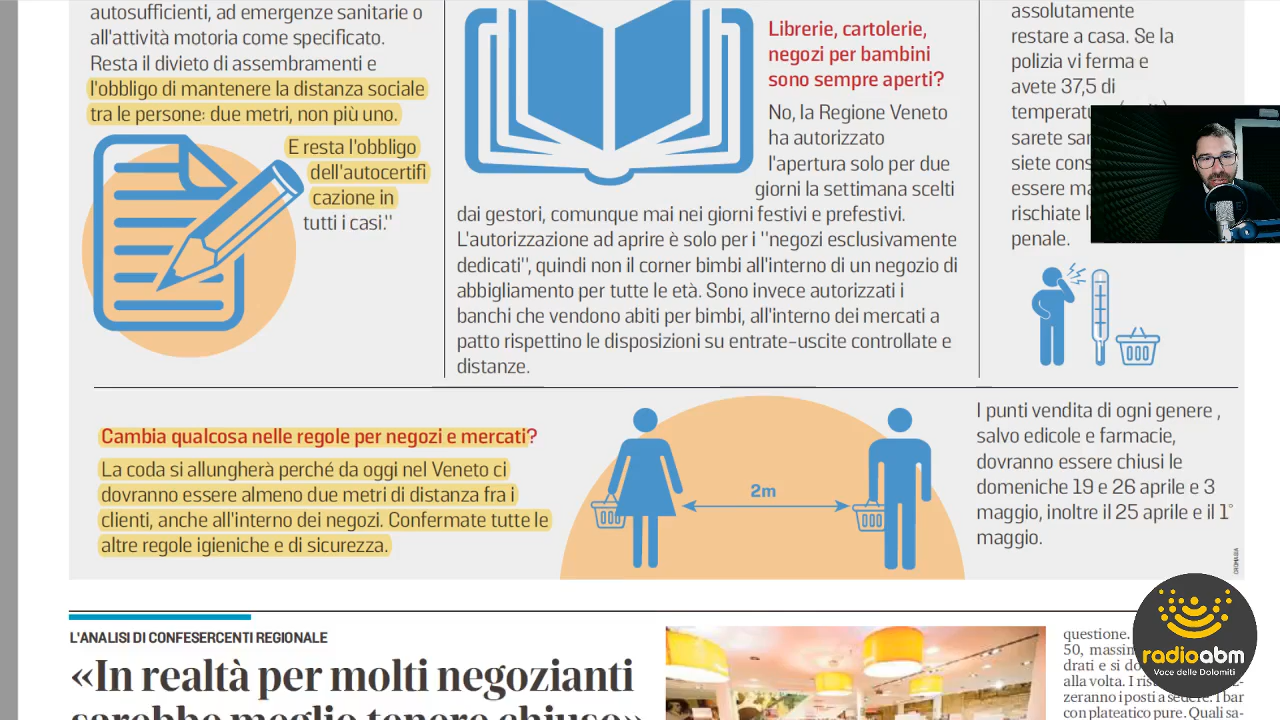 autosufficienti, ad emergenze sanitarie o
all'attività motoria come specificato.
Resta il divieto di assembramenti e
l'obbligo di mantenere la distanza sociale
tra le persone: due metri, non più uno.
E resta l'obbligo
dell'autocertifi
cazione in
tutti i casi."
Librerie, cartolerie,
negozi per bambini
sono sempre aperti?
No, la Regione Veneto
ha autorizzato
l'apertura solo per due
giorni la settimana scelti
dai gestori, comunque mai nei giorni festivi e prefestivi.
L'autorizzazione ad aprire è solo per i "negozi esclusivamente
dedicati", quindi non il corner bimbi all'interno di un negozio di
abbigliamento per tutte le età. Sono invece autorizzati i
banchi che vendono abiti per bimbi, all'interno dei mercati a
patto rispettino le disposizioni su entrate-uscite controllate e
distanze.
assolutamente
restare a casa. Se la
polizia vi ferma e
avete 37,5 di
sarete
siete
essere
rischiate
penale.
Cambia qualcosa nelle regole per negozi e mercati?
La coda si allungherà perché da oggi nel Veneto ci
dovranno essere almeno due metri di distanza fra i
clienti, anche all'interno dei negozi. Confermate tutte le
altre regole igieniche e di sicurezza.
2m
I punti vendita di ogni genere ,
salvo edicole e farmacie,
dovranno essere chiusi le
domeniche 19 e 26 aprile e 3
maggio, inoltre il 25 aprile e il 1°
maggio.
L'ANALISI DI CONFESERCENTI REGIONALE
«In realtà per molti negozianti
sarebbe meglio tenere chiuso»
questione.
50,
drati e si
alla volta. I
zeranno i posti a
con plateatico pure. Quali sa-
radioabm
Voce delle Dolomiti